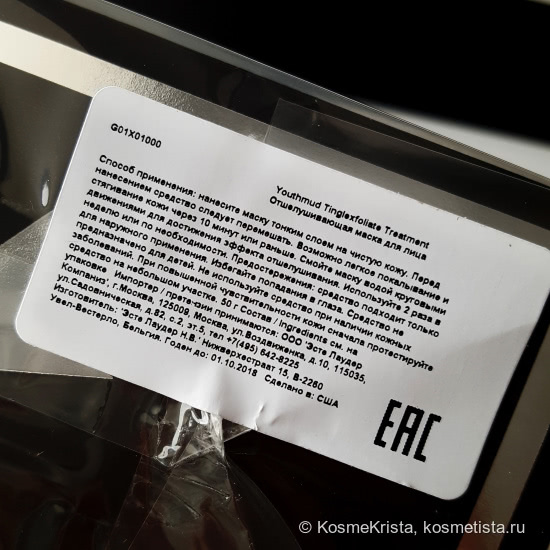 G01X01000
Youthmud Tinglexfoliate Treatment
Отшелушивающая маска для лица
Способ применения: нанесите маску тонким слоем на чистую кожу. Перед
нанесением средство следует перемешать. Возможно легкое покалывание и
стягивание кожи через 10 минут или раньше. Смойте маску водой круговыми
движениями для достижения эффекта отшелушивания. Используйте 2 раза в
неделю или по необходимости. Предостережения: средство подходит только
для наружного применения. Избегайте попадания в глаза. Средство не
предназначено для детей. Не используйте средство при наличии кожных
заболеваний. При повышенной чувствительности кожи сначала протестируйте
средство на небольшом участке. 50 г Состав / Ingredients см. на
упаковке Импортер / претензии принимаются: ООО 'Эсте Лаудер
Компаниз', г.Москва, 125009, Москва, ул.Воздвиженка, д.10, 115035,
ул.Садовническая, д.82, с.2, эт.5, тел +7(495) 642-8225
Изготовитель: 'Эсте Лаудер Н.В.' Нижверхестраат 15, B-2260
Увел-Вестерло, Бельгия. Годен до: 01.10.2018 Сделано в: США
EAC
© KosmeKrista, kosmetista.ru